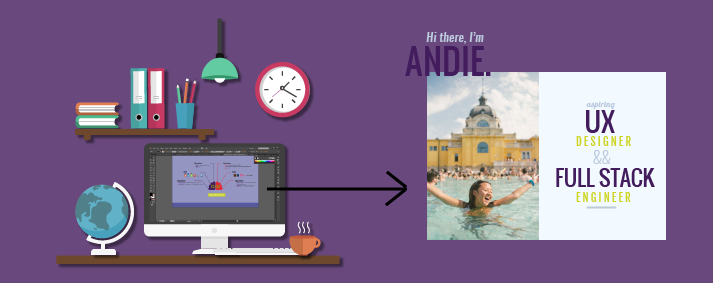 Hi there, I'm
ANDIE.
aspiring
UX
DESIGNER
&&
FULL STACK
ENGINEER